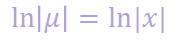 ln|μ| = ln|x|